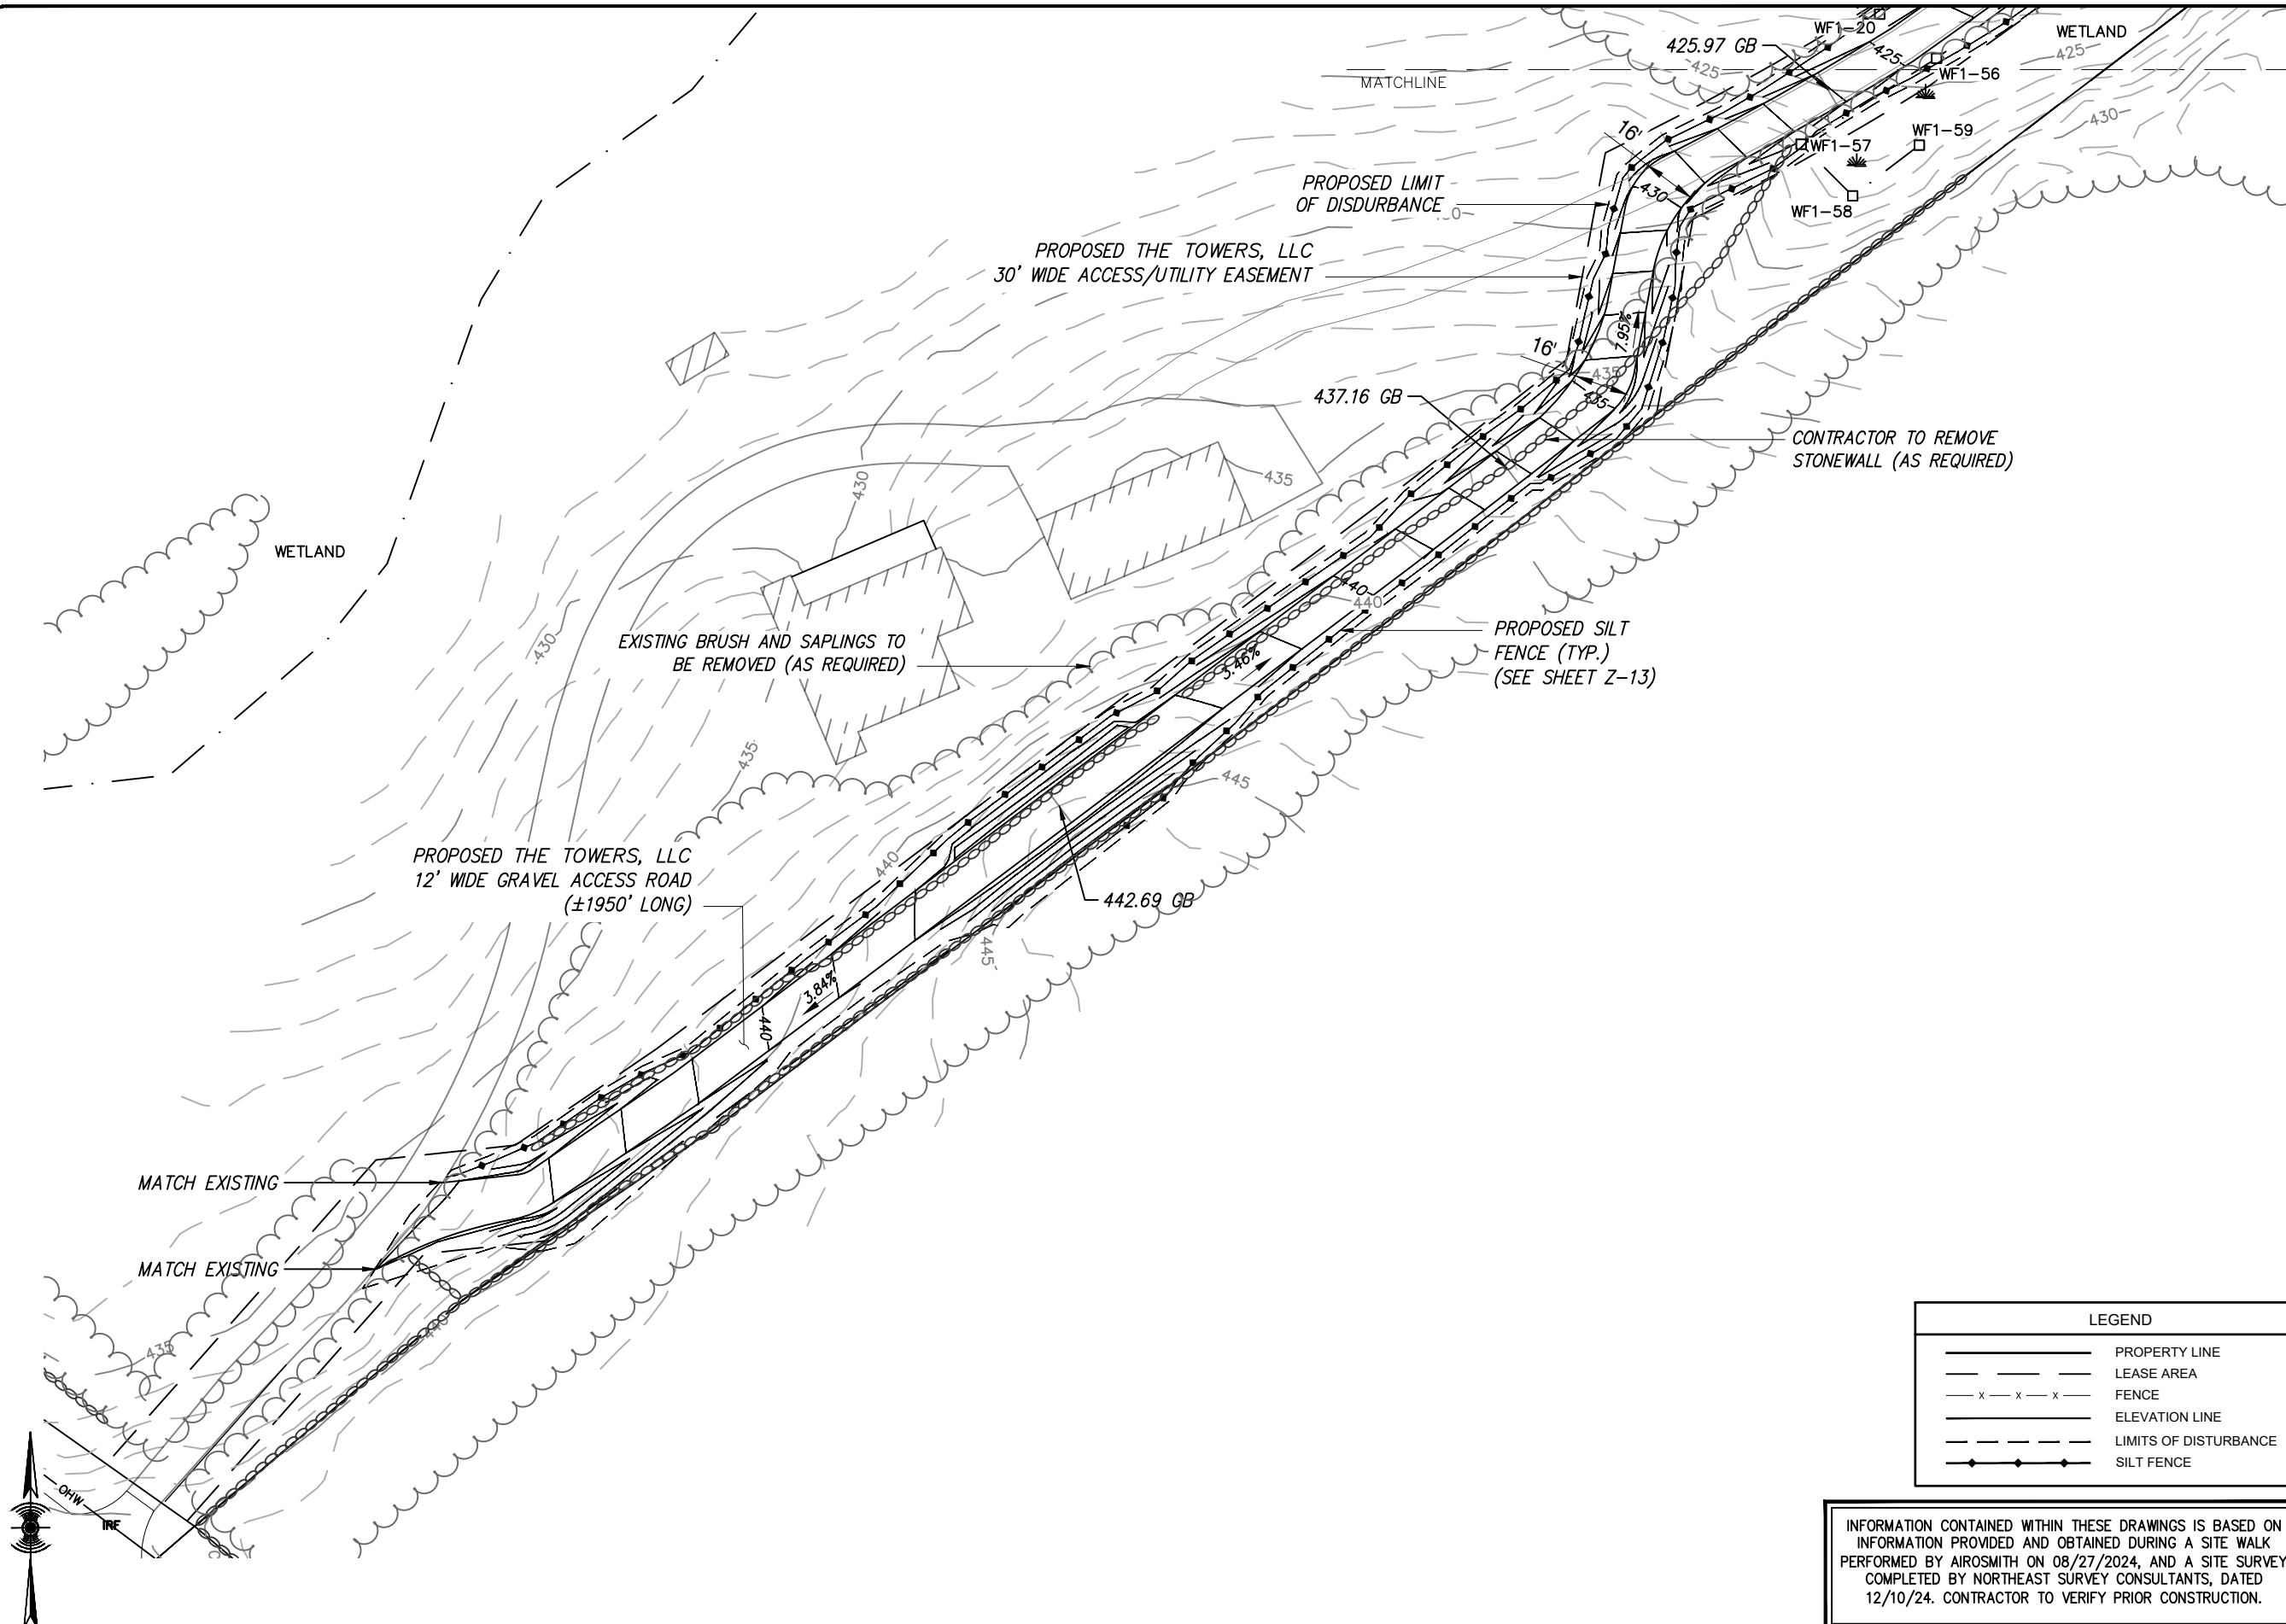 WF1-20
WETLAND
425.97 GB
425
425
425
WF1-56
MATCHLINE
430
WF1-59
16'
WF1-57
PROPOSED LIMIT
OF DISDURBANCE
430
WF1-58
PROPOSED THE TOWERS, LLC
30' WIDE ACCESS/UTILITY EASEMENT
7.95%
16'
435
435
437.16 GB
CONTRACTOR TO REMOVE
STONEWALL (AS REQUIRED)
435
430
WETLAND
440
440
430
EXISTING BRUSH AND SAPLINGS TO
BE REMOVED (AS REQUIRED)
3.46%
PROPOSED SILT
FENCE (TYP.)
(SEE SHEET Z-13)
435
445
PROPOSED THE TOWERS, LLC
12' WIDE GRAVEL ACCESS ROAD
(±1950' LONG)
440
442.69 GB
445
3.84%
440
MATCH EXISTING
MATCH EXISTING
440
435
OHW
IRF
LEGEND
PROPERTY LINE
LEASE AREA
x x x FENCE
ELEVATION LINE
LIMITS OF DISTURBANCE
SILT FENCE
INFORMATION CONTAINED WITHIN THESE DRAWINGS IS BASED ON
INFORMATION PROVIDED AND OBTAINED DURING A SITE WALK
PERFORMED BY AIROSMITH ON 08/27/2024, AND A SITE SURVEY
COMPLETED BY NORTHEAST SURVEY CONSULTANTS, DATED
12/10/24. CONTRACTOR TO VERIFY PRIOR CONSTRUCTION.